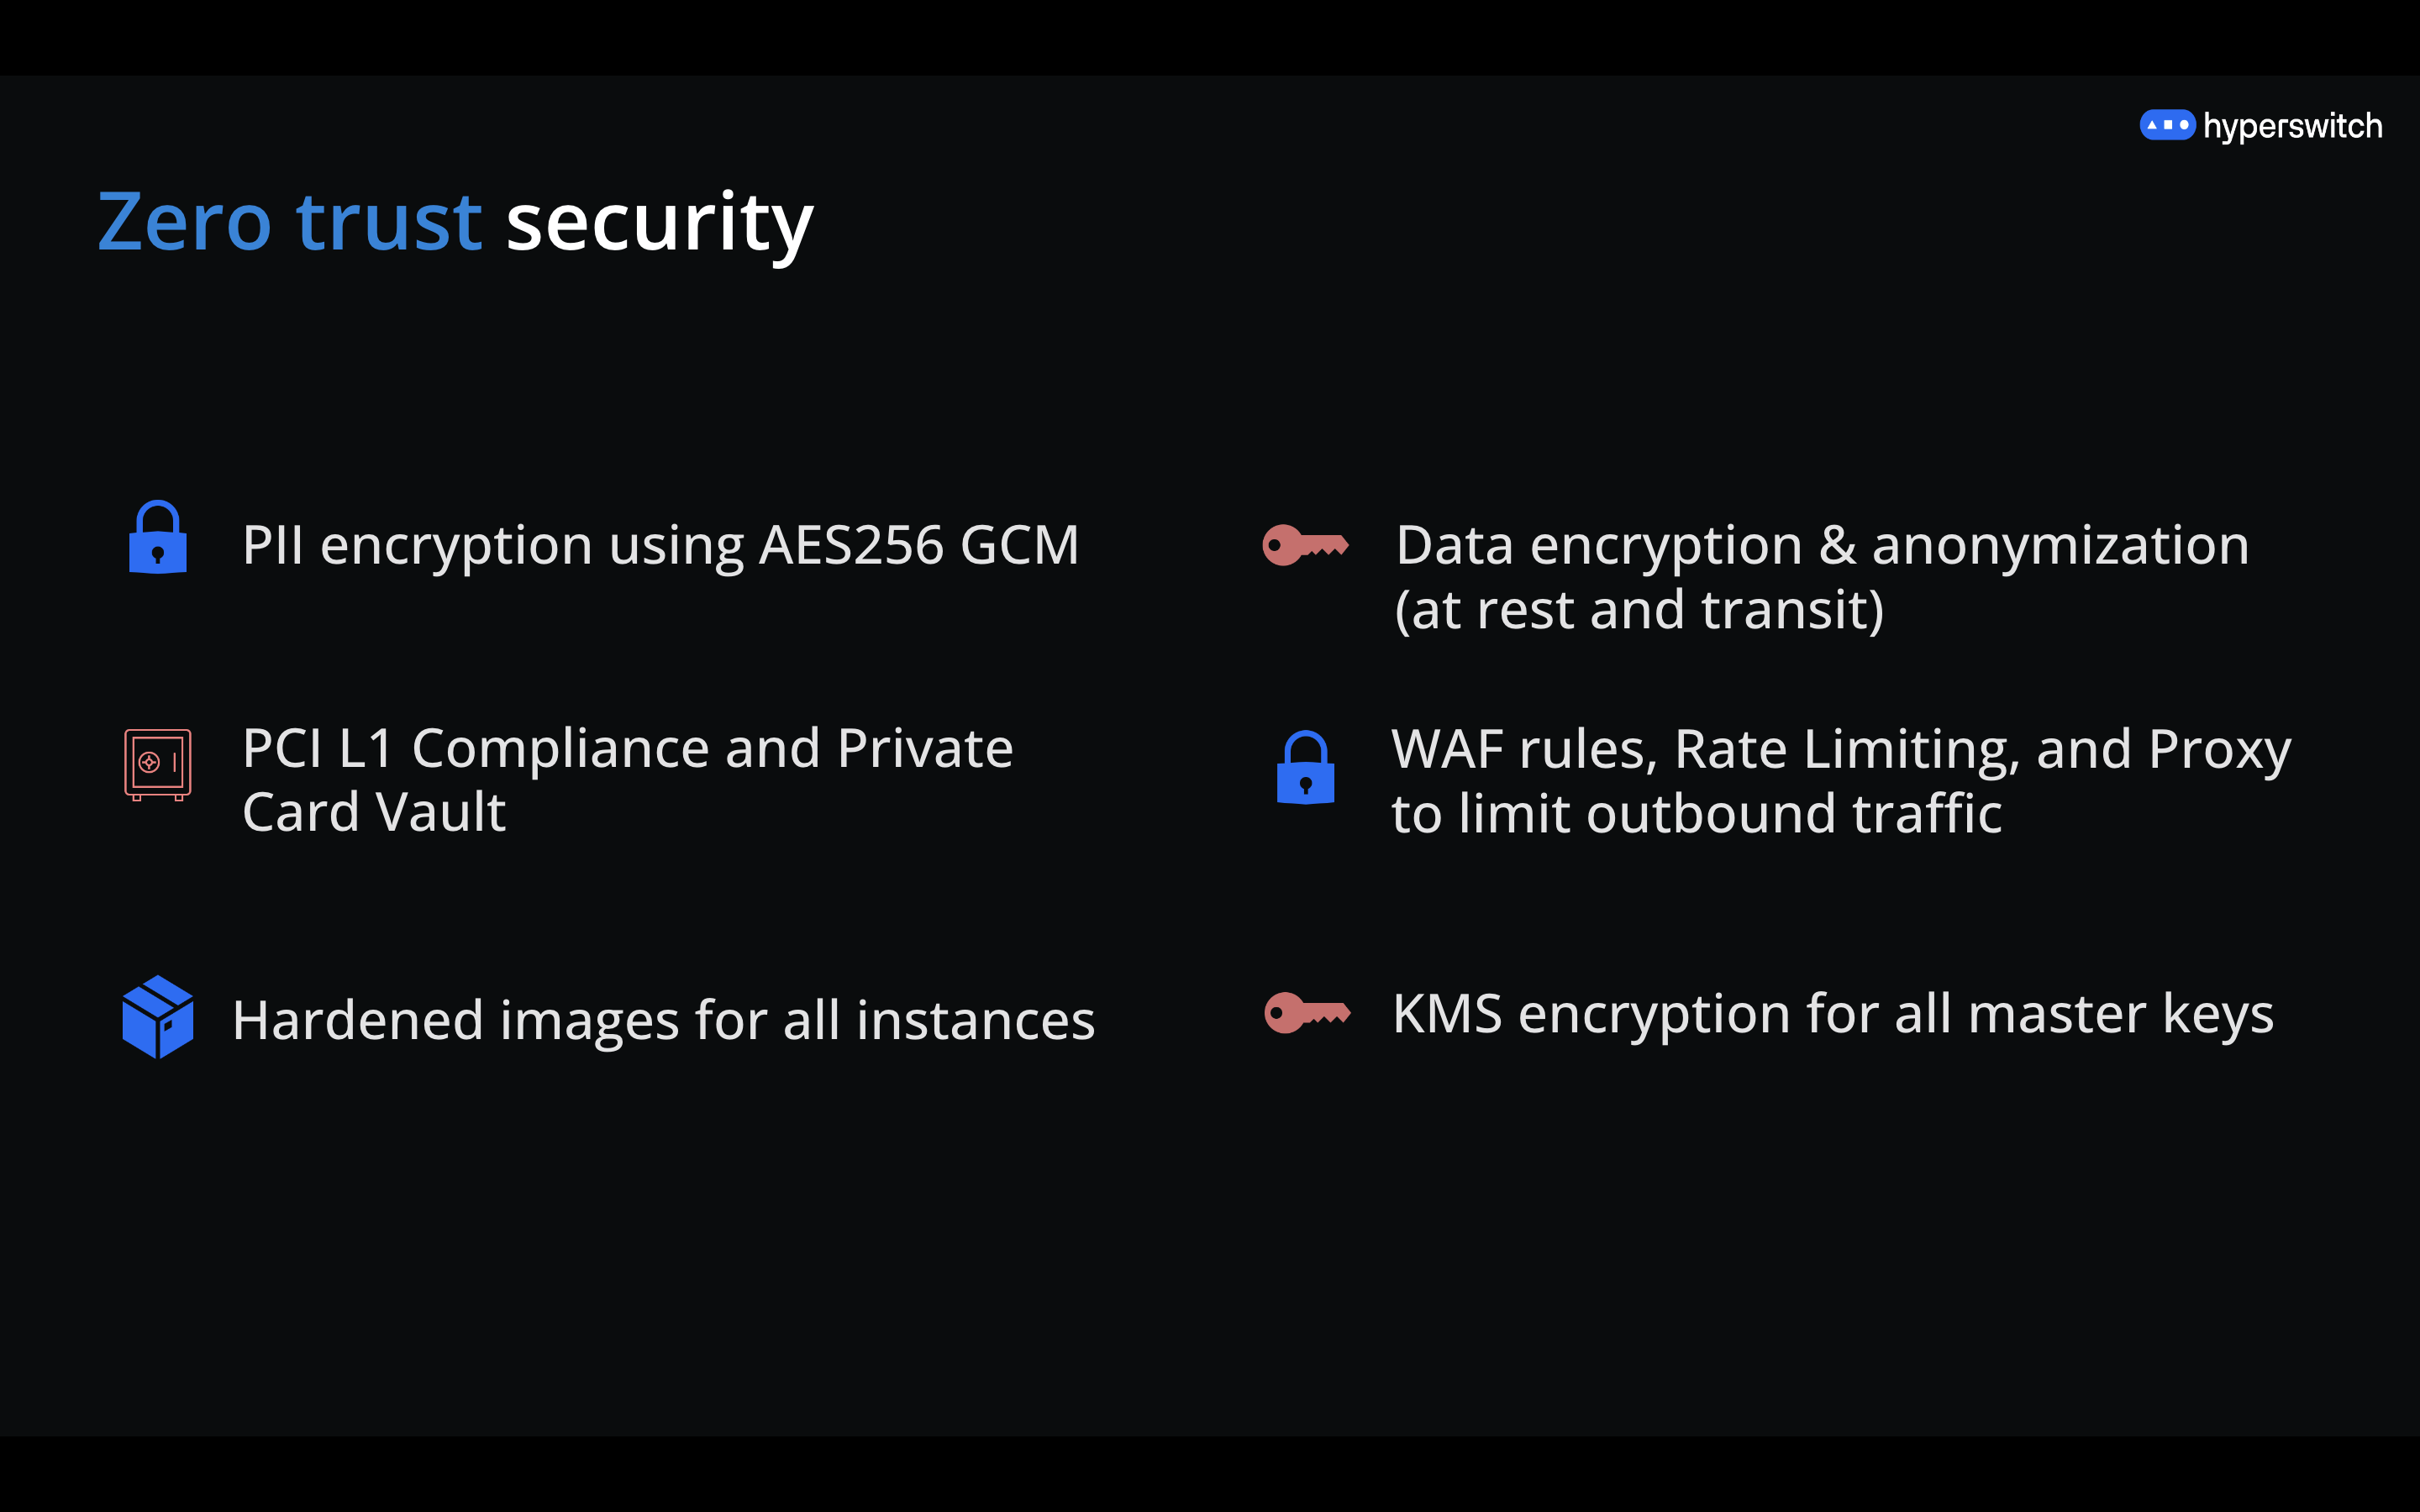 hyperswitch
Zero trust security
PII encryption using AES256 GCM
Data encryption & anonymization
(at rest and transit)
PCI L1 Compliance and Private
Card Vault
WAF rules, Rate Limiting, and Proxy
to limit outbound traffic
Hardened images for all instances
KMS encryption for all master keys